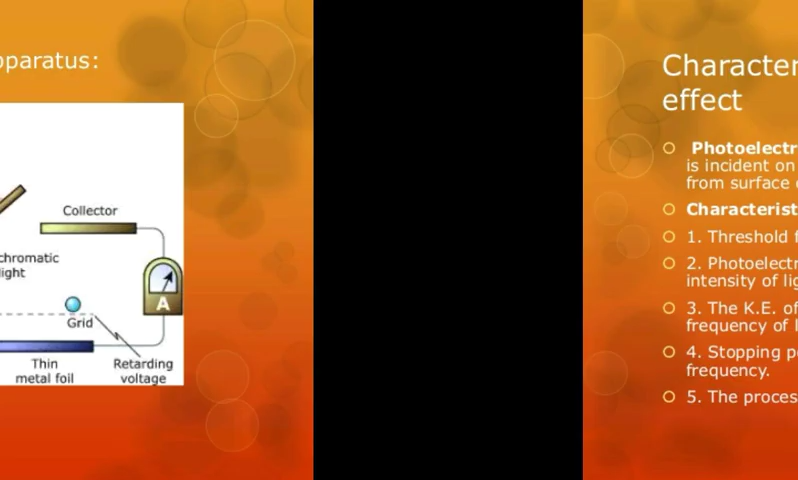 pparatus:
Collector
chromatic
light
A
Grid
Thin
metal foil
Retarding
voltage
Character
effect
Photoelectr
is incident on
from surface
Characterist
1. Threshold f
2. Photoelectr
intensity of lig
3. The K.E. of
frequency of l
4. Stopping p
frequency.
5. The proces